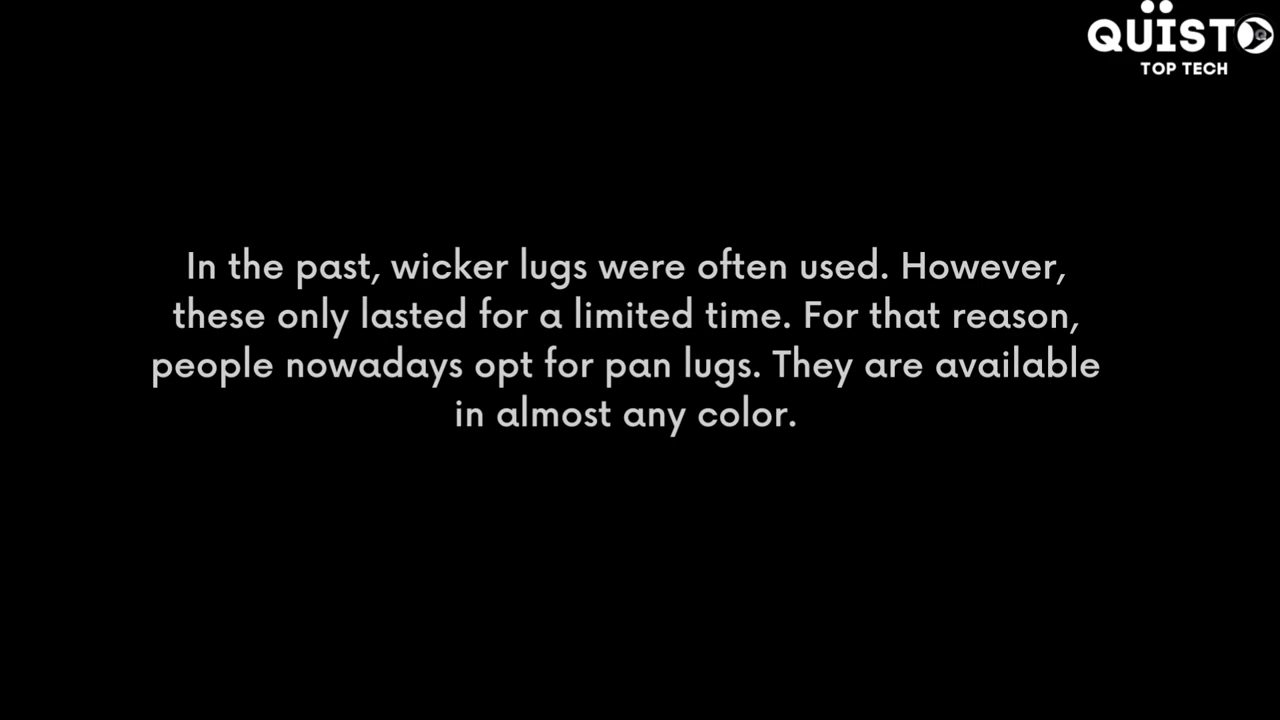 QUÏSTO
TOP TECH
In the past, wicker lugs were often used. However,
these only lasted for a limited time. For that reason,
people nowadays opt for pan lugs. They are available
in almost any color.